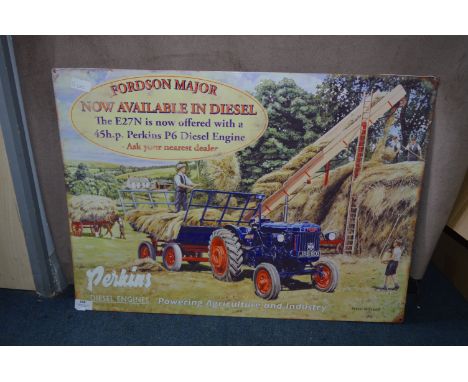 FORDSON MAJOR
NOW AVAILABLE IN DIESEL
The E27N is now offered with a
45h.p. Perkins P6 Diesel Engine
- Ask your nearest dealer -
Perkins
DIESEL ENGINES
Powering Agriculture and Industry